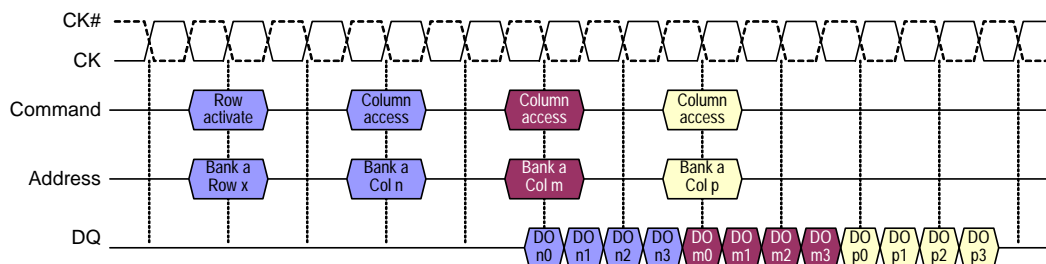 CK#
CK
Command
Row
activate
Column
access
Column
access
Column
access
Address
Bank a
Row x
Bank a
Col n
Bank a
Col m
Bank a
Col p
DQ
DO
n0
DO
n1
DO
n2
DO
n3
DO
m0
DO
m1
DO
m2
DO
m3
DO
p0
DO
p1
DO
p2
DO
p3